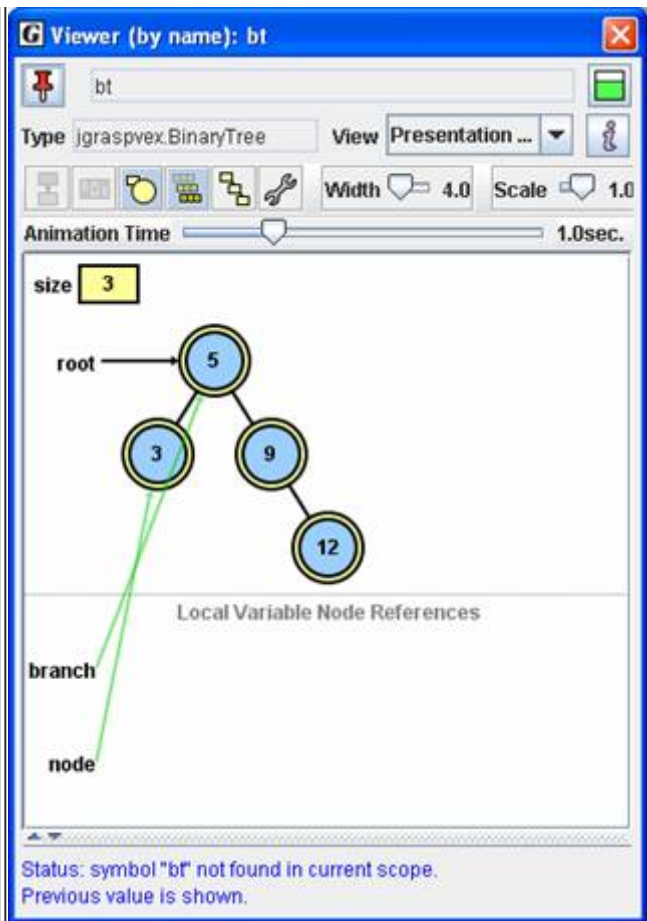 Viewer (by name): bt
bt
Type jgraspvex.BinaryTree View Presentation ...
Width 4.0 Scale 1.0
Animation Time 1.0sec.
size 3
root 5
3 9
12
Local Variable Node References
branch
node
Status: symbol "bt" not found in current scope.
Previous value is shown.